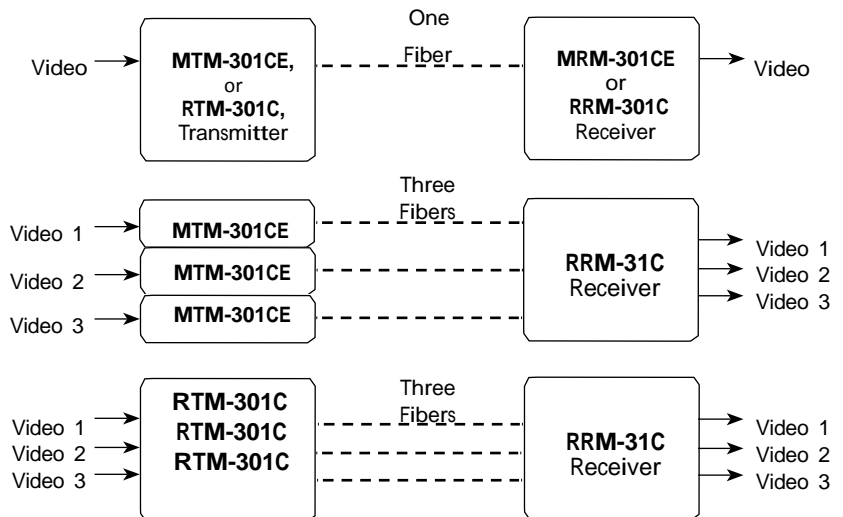 One
Fiber
Video
MTM-301CE,
or
RTM-301C,
Transmitter
MRM-301CE
or
RRM-301C
Receiver
Video
Three
Fibers
Video 1
Video 2
Video 3
MTM-301CE
MTM-301CE
MTM-301CE
RRM-31C
Receiver
Video 1
Video 2
Video 3
Three
Fibers
Video 1
Video 2
Video 3
RTM-301C
RTM-301C
RTM-301C
RRM-31C
Receiver
Video 1
Video 2
Video 3